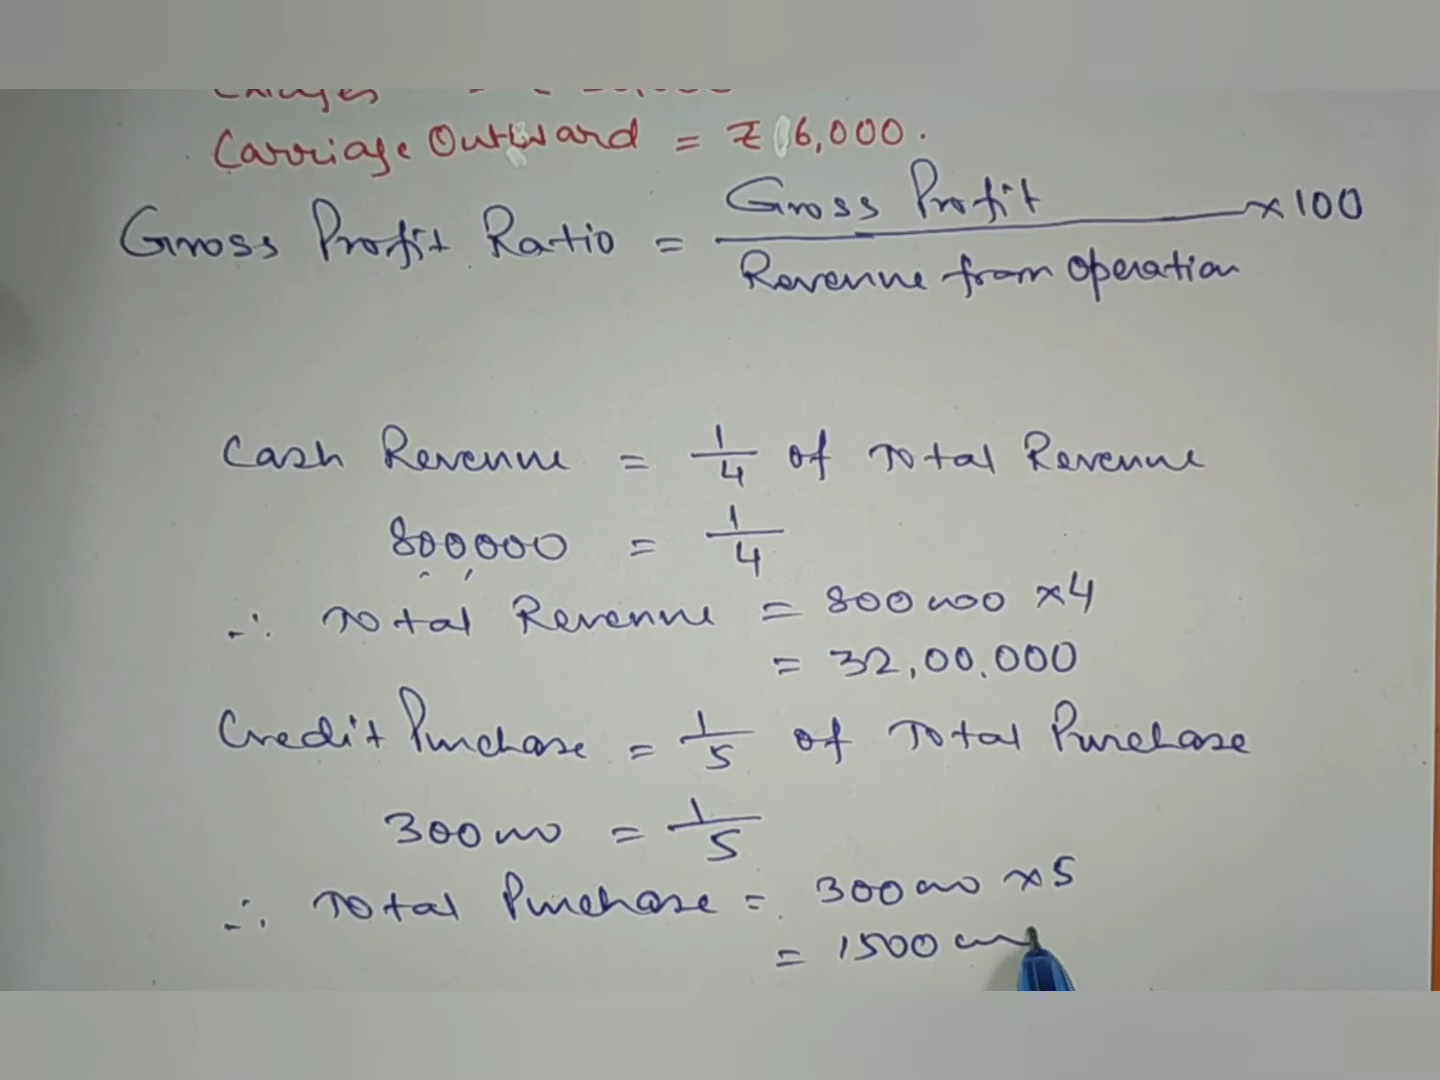 Carriage Outward = ₹ 6,000.
Gross Profit Ratio = Gross Profit / Revenue from operation × 100
Cash Revenue = 1/4 of Total Revenue
800,000 = 1/4
∴ Total Revenue = 800000 ×4
= 32,00,000
Credit Purchase = 1/5 of Total Purchase
300000 = 1/5
∴ Total Purchase = 300000 ×5
= 1500000